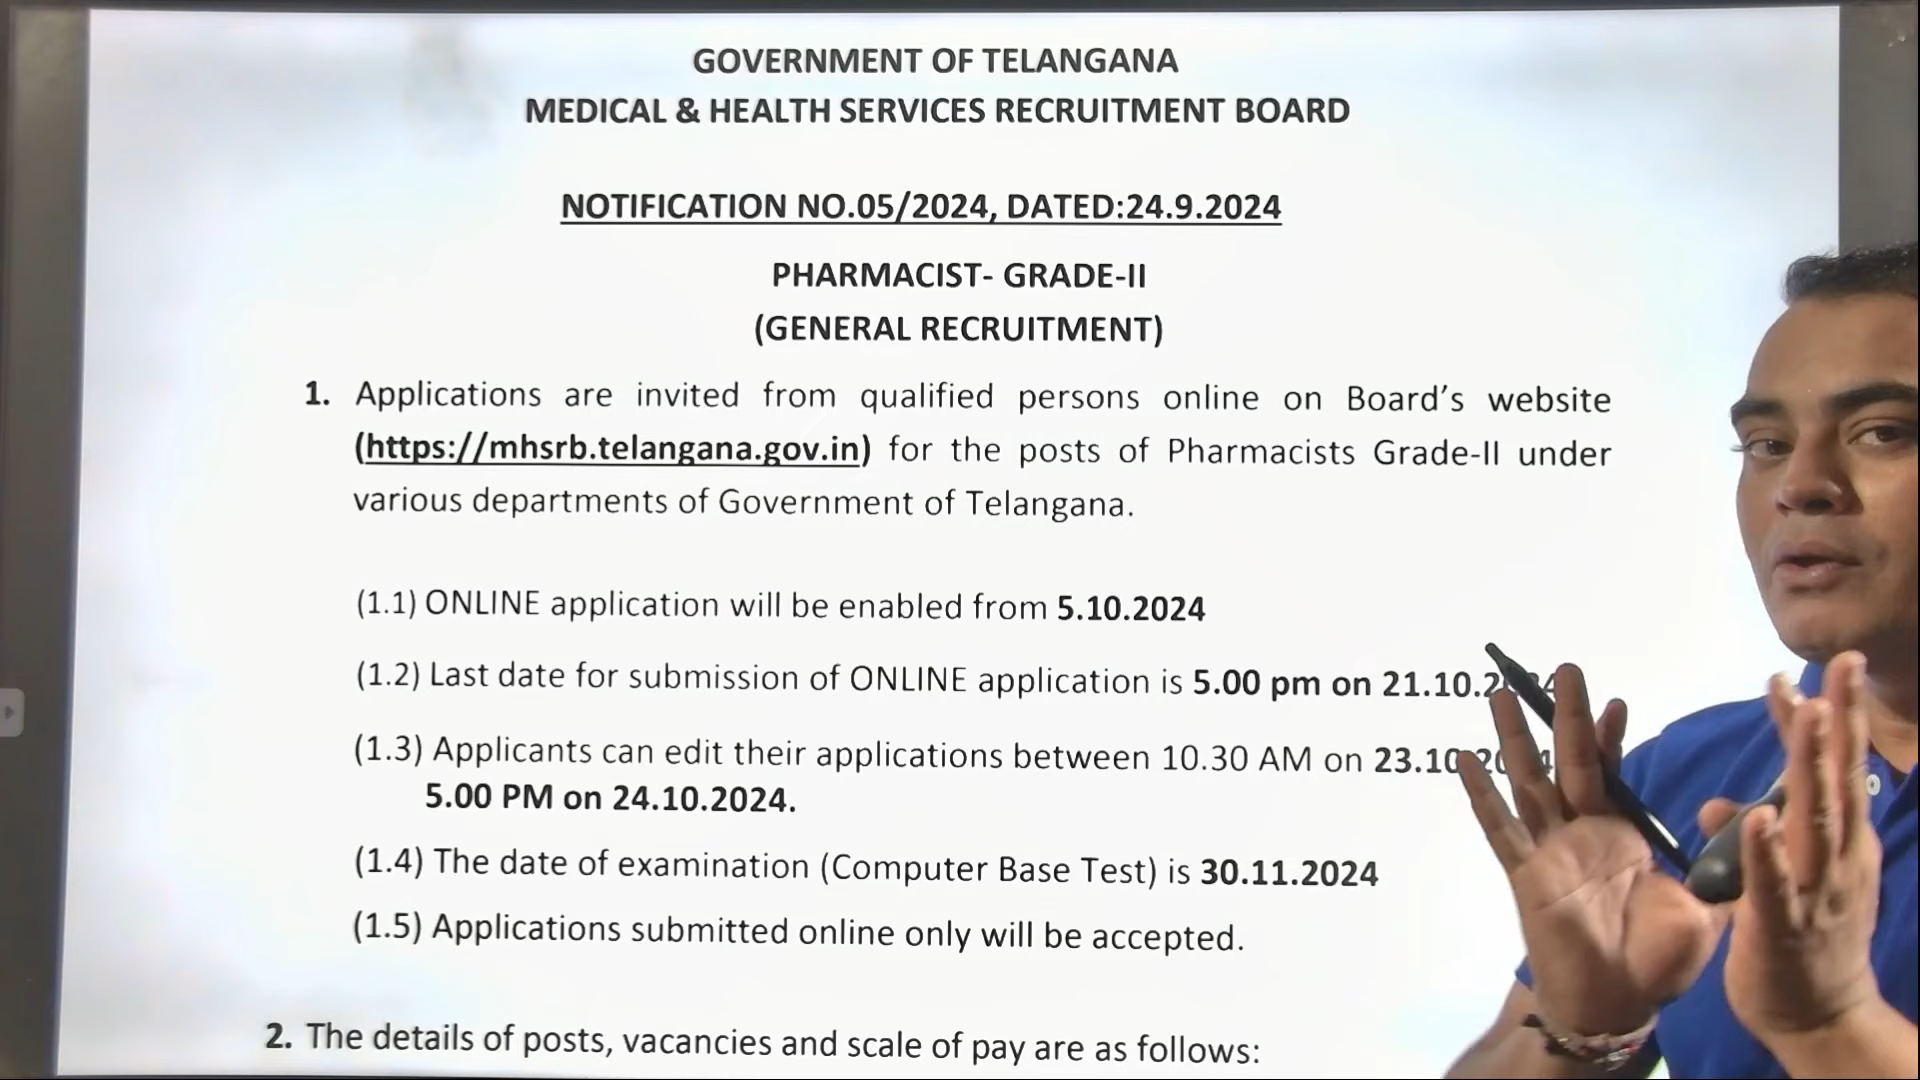 GOVERNMENT OF TELANGANA
MEDICAL & HEALTH SERVICES RECRUITMENT BOARD
NOTIFICATION NO.05/2024, DATED:24.9.2024
PHARMACIST- GRADE-II
(GENERAL RECRUITMENT)
1. Applications are invited from qualified persons online on Board's website
(https://mhsrb.telangana.gov.in) for the posts of Pharmacists Grade-II under
various departments of Government of Telangana.
(1.1) ONLINE application will be enabled from 5.10.2024
(1.2) Last date for submission of ONLINE application is 5.00 pm on
(1.3) Applicants can edit their applications between 10.30 AM on
5.00 PM on 24.10.2024.
(1.4) The date of examination (Computer Base Test) is 30.11.2024
(1.5) Applications submitted online only will be accepted.
2. The details of posts, vacancies and scale of pay are as follows: